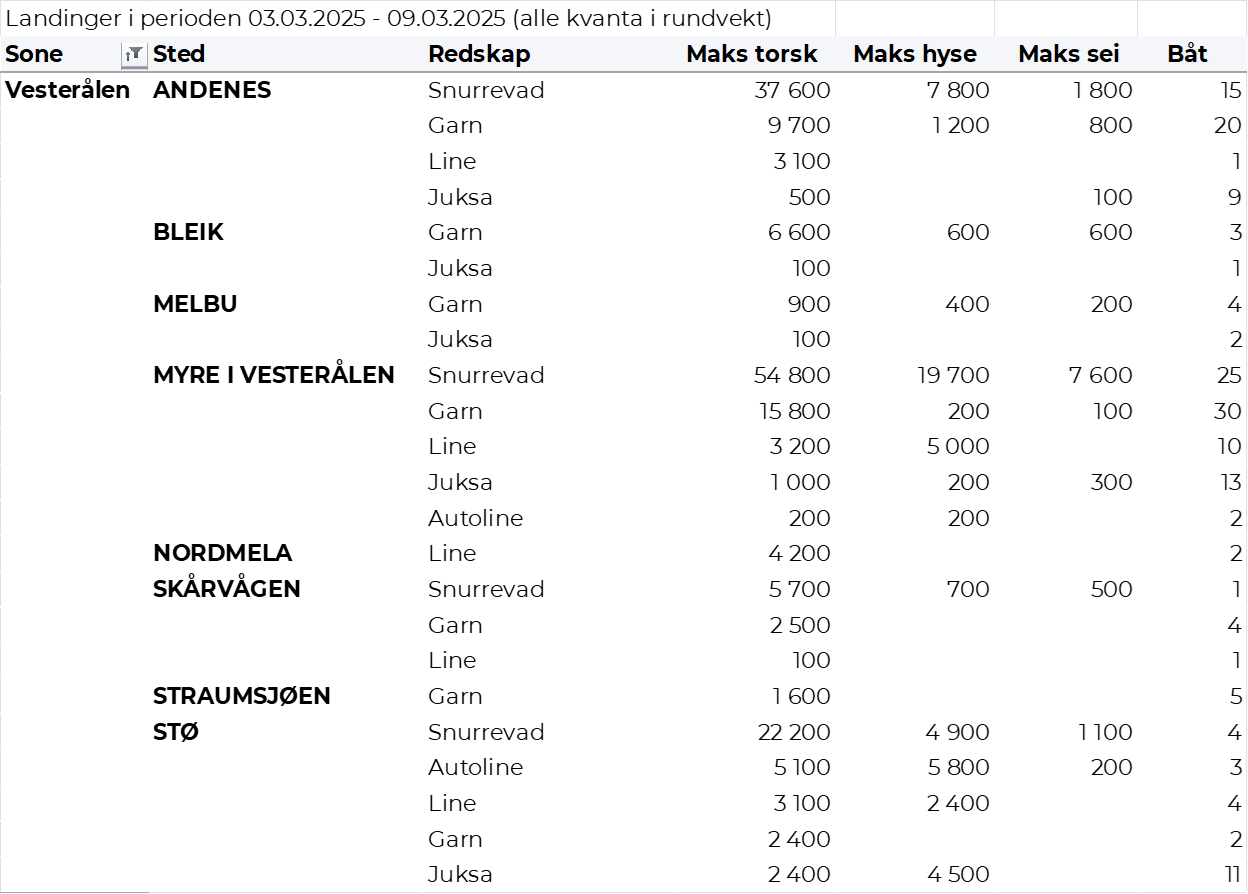 Landinger i perioden 03.03.2025 - 09.03.2025 (alle kvanta i rundvekt)
Sone Sted Redskap Maks torsk Maks hyse Maks sei Båt
Vesterålen ANDENES Snurrevad 37 600 7 800 1 800 15
Garn 9 700 1 200 800 20
Line 3 100 1
Juksa 500 100 9
BLEIK Garn 6 600 600 600 3
Juksa 100 1
MELBU Garn 900 400 200 4
Juksa 100 2
MYRE I VESTERÅLEN Snurrevad 54 800 19 700 7 600 25
Garn 15 800 200 100 30
Line 3 200 5 000 10
Juksa 1 000 200 300 13
Autoline 200 200 2
NORDMELA Line 4 200 2
SKÅRVÅGEN Snurrevad 5 700 700 500 1
Garn 2 500 4
Line 100 1
STRAUMSJØEN Garn 1 600 5
STØ Snurrevad 22 200 4 900 1 100 4
Autoline 5 100 5 800 200 3
Line 3 100 2 400 4
Garn 2 400 2
Juksa 2 400 4 500 11